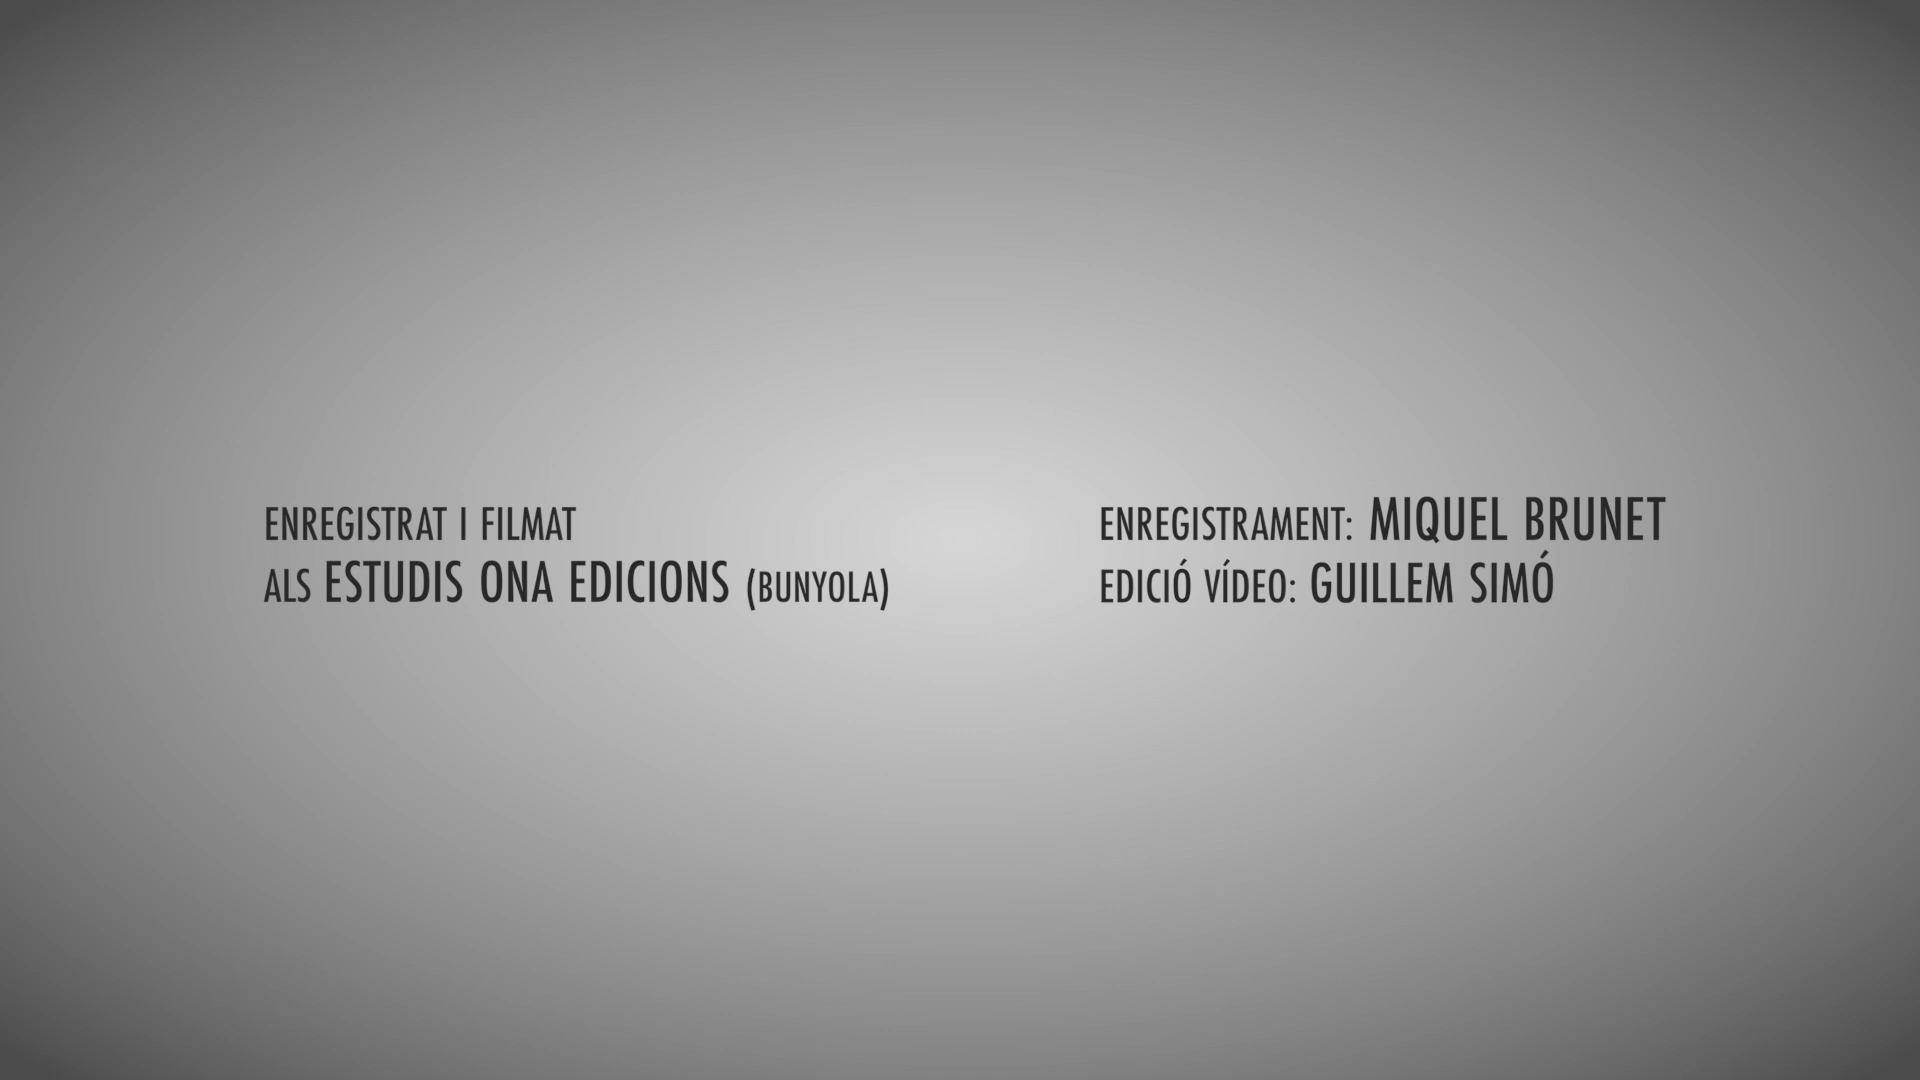 ENREGISTRAT I FILMAT
ALS ESTUDIS ONA EDICIONS (BUNYOLA)
ENREGISTRAMENT: MIQUEL BRUNET
EDICIÓ VÍDEO: GUILLEM SIMÓ